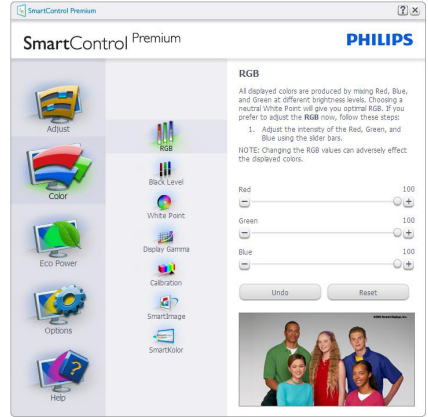 SmartControl Premium
SmartControl Premium
PHILIPS
Adjust
Color
Eco Power
Options
Help
RGB
Black Level
White Point
Display Gamma
Calibration
SmartImage
SmartKolor
RGB
All displayed colors are produced by mixing Red, Blue,
and Green at different brightness levels. Choosing a
neutral White Point will give you optimal RGB. If you
prefer to adjust the RGB now, follow these steps:
1. Adjust the intensity of the Red, Green, and
Blue using the slider bars.
NOTE: Changing the RGB values can adversely effect
the displayed colors.
Red 100
Green 100
Blue 100
Undo Reset